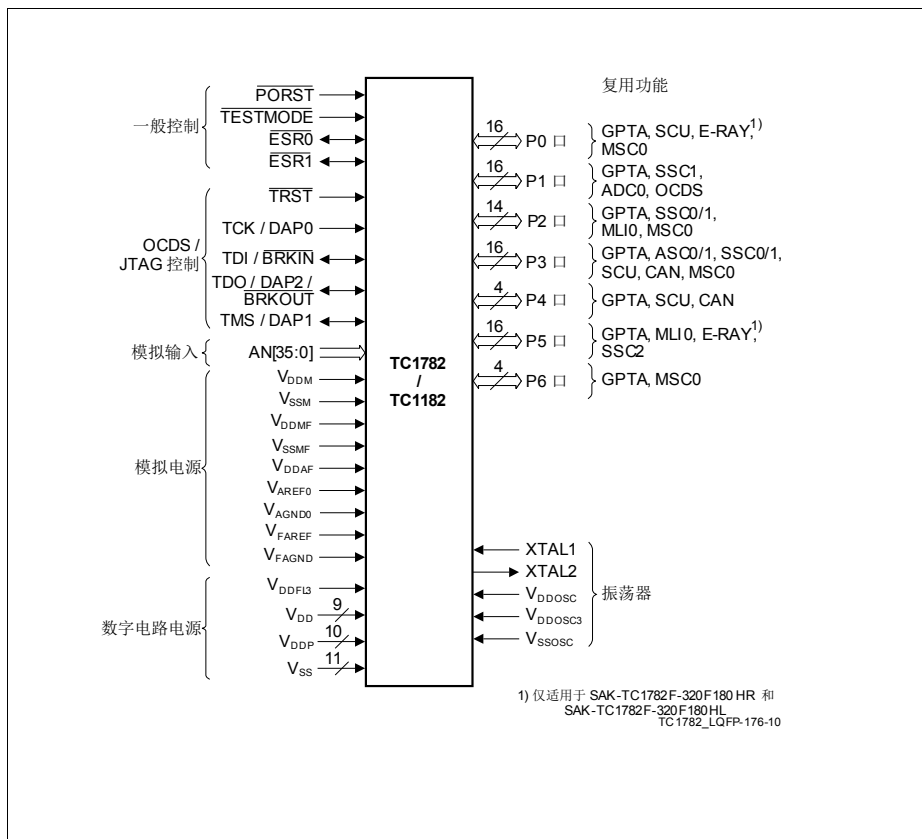 复用功能
一般控制
PORST
TESTMODE
ESR0
ESR1
OCDS /
JTAG 控制
TRST
TCK / DAP0
TDI / BRKIN
TDO / DAP2 /
BRKOUT
TMS / DAP1
模拟输入
AN[35:0]
模拟电源
VDDM
VSSM
VDDMF
VSSMF
VDDAF
VAREF0
VAGND0
VFAREF
VFAGND
数字电路电源
VDDFL3
VDD 9
VDDP 10
VSS 11
TC1782
/
TC1182
16 P0 口 GPTA, SCU, E-RAY,1)
MSC0
16 P1 口 GPTA, SSC1,
ADC0, OCDS
14 P2 口 GPTA, SSC0/1,
MLI0, MSC0
16 P3 口 GPTA, ASC0/1, SSC0/1,
SCU, CAN, MSC0
4 P4 口 GPTA, SCU, CAN
16 P5 口 GPTA, MLI0, E-RAY1)
SSC2
4 P6 口 GPTA, MSC0
XTAL1
XTAL2
VDDOSC
VDDOSC3
VSSOSC
振荡器
1) 仅适用于 SAK-TC1782F-320F180HR 和
SAK-TC1782F-320F180HL
TC1782_LQFP-176-10